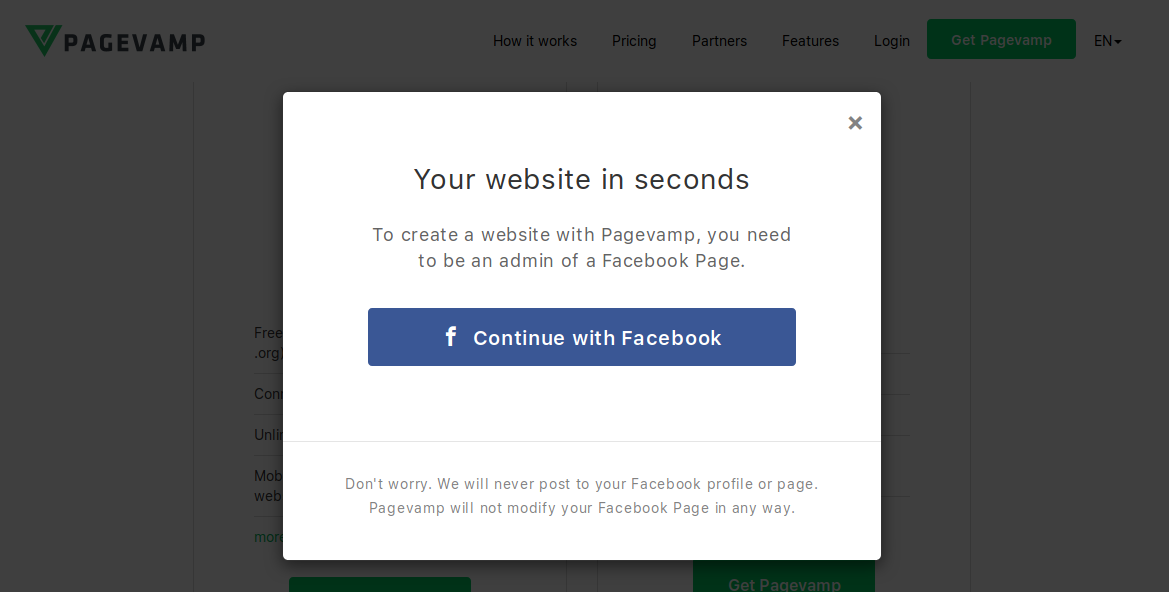 PAGEVAMP
How it works
Pricing
Partners
Features
Login
Get Pagevamp
EN
×
Your website in seconds
To create a website with Pagevamp, you need
to be an admin of a Facebook Page.
f Continue with Facebook
Don't worry. We will never post to your Facebook profile or page.
Pagevamp will not modify your Facebook Page in any way.
Free
.org)
Unli
web
more
Get Pagevamp